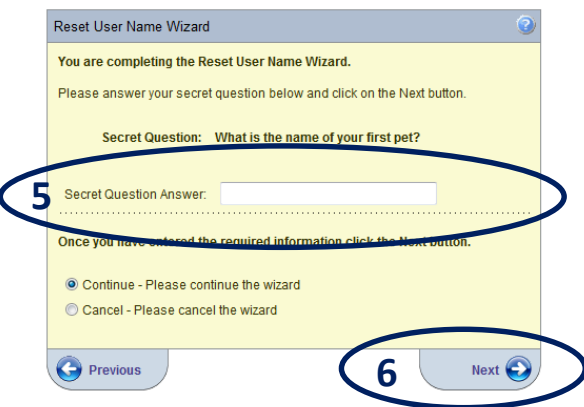 Reset User Name Wizard
You are completing the Reset User Name Wizard.
Please answer your secret question below and click on the Next button.
Secret Question: What is the name of your first pet?
5 Secret Question Answer:
Once you have entered the required information click the Next button.
Continue - Please continue the wizard
Cancel - Please cancel the wizard
Previous 6 Next